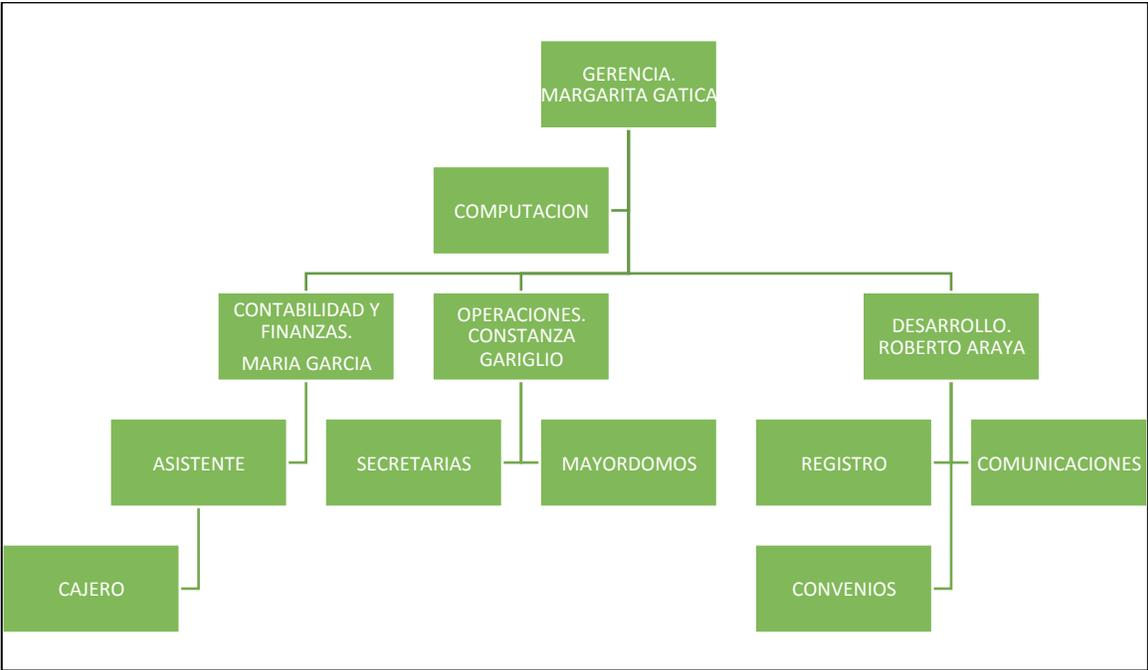 GERENCIA.
MARGARITA GATICA
COMPUTACION
CONTABILIDAD Y
FINANZAS.
MARIA GARCIA
OPERACIONES.
CONSTANZA
GARIGLIO
DESARROLLO.
ROBERTO ARAYA
ASISTENTE
SECRETARIAS
MAYORDOMOS
REGISTRO
COMUNICACIONES
CAJERO
CONVENIOS